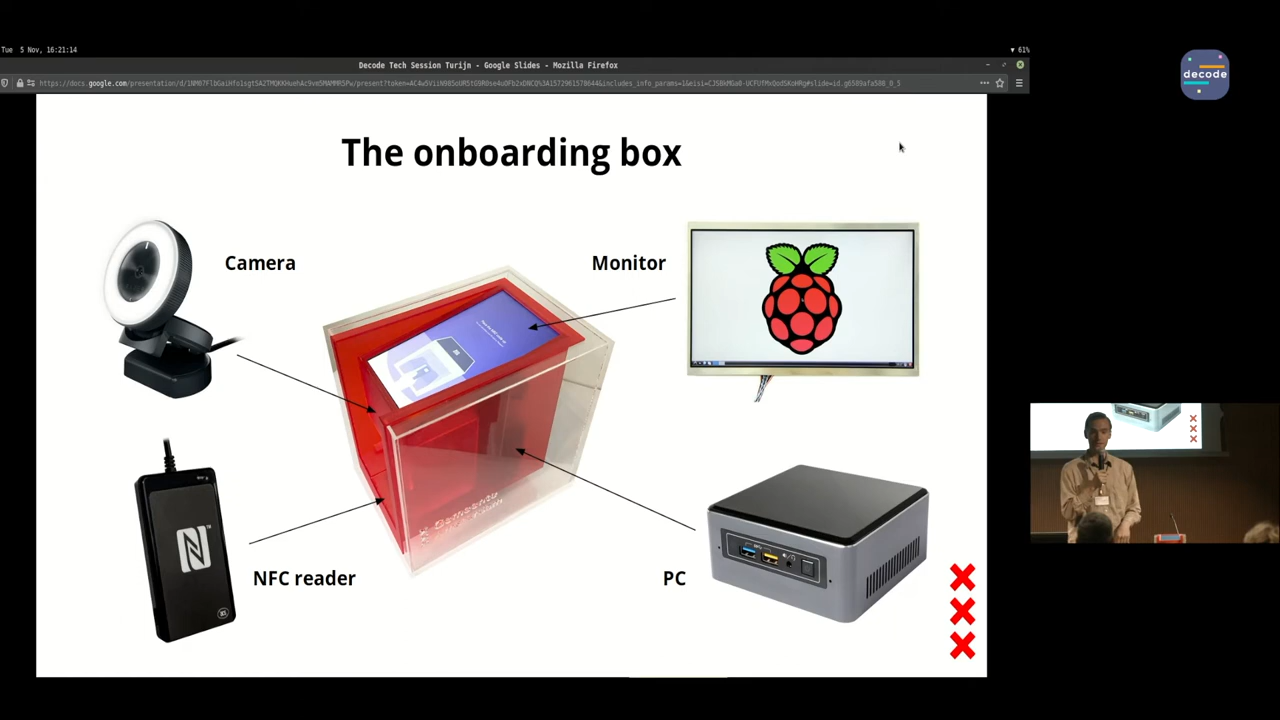 Tue 5 Nov, 16:21:14
61%
Decode Tech Session Turijn - Google Slides - Mozilla Firefox
decode
The onboarding box
Camera
Monitor
NFC reader
PC